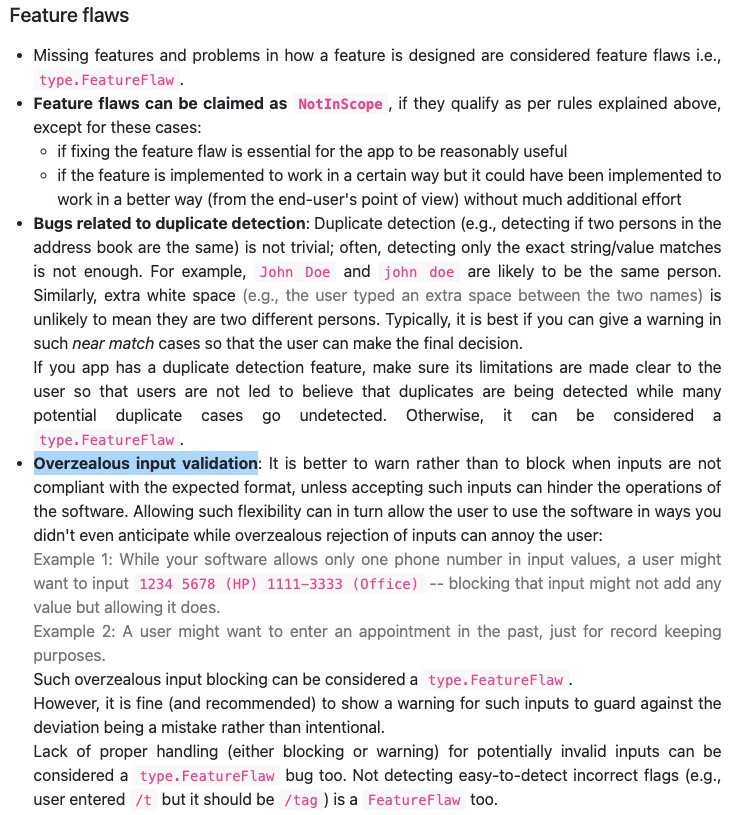 Feature flaws
• Missing features and problems in how a feature is designed are considered feature flaws i.e.,
type.FeatureFlaw .
• Feature flaws can be claimed as NotInScope , if they qualify as per rules explained above,
except for these cases:
◦ if fixing the feature flaw is essential for the app to be reasonably useful
◦ if the feature is implemented to work in a certain way but it could have been implemented to
work in a better way (from the end-user's point of view) without much additional effort
• Bugs related to duplicate detection: Duplicate detection (e.g., detecting if two persons in the
address book are the same) is not trivial; often, detecting only the exact string/value matches
is not enough. For example, John Doe and john doe are likely to be the same person.
Similarly, extra white space (e.g., the user typed an extra space between the two names) is
unlikely to mean they are two different persons. Typically, it is best if you can give a warning in
such near match cases so that the user can make the final decision.
If you app has a duplicate detection feature, make sure its limitations are made clear to the
user so that users are not led to believe that duplicates are being detected while many
potential duplicate cases go undetected. Otherwise, it can be considered a
type.FeatureFlaw .
• Overzealous input validation: It is better to warn rather than to block when inputs are not
compliant with the expected format, unless accepting such inputs can hinder the operations of
the software. Allowing such flexibility can in turn allow the user to use the software in ways you
didn't even anticipate while overzealous rejection of inputs can annoy the user:
Example 1: While your software allows only one phone number in input values, a user might
want to input 1234 5678 (HP) 1111-3333 (Office) -- blocking that input might not add any
value but allowing it does.
Example 2: A user might want to enter an appointment in the past, just for record keeping
purposes.
Such overzealous input blocking can be considered a type.FeatureFlaw .
However, it is fine (and recommended) to show a warning for such inputs to guard against the
deviation being a mistake rather than intentional.
Lack of proper handling (either blocking or warning) for potentially invalid inputs can be
considered a type.FeatureFlaw bug too. Not detecting easy-to-detect incorrect flags (e.g.,
user entered /t but it should be /tag ) is a FeatureFlaw too.